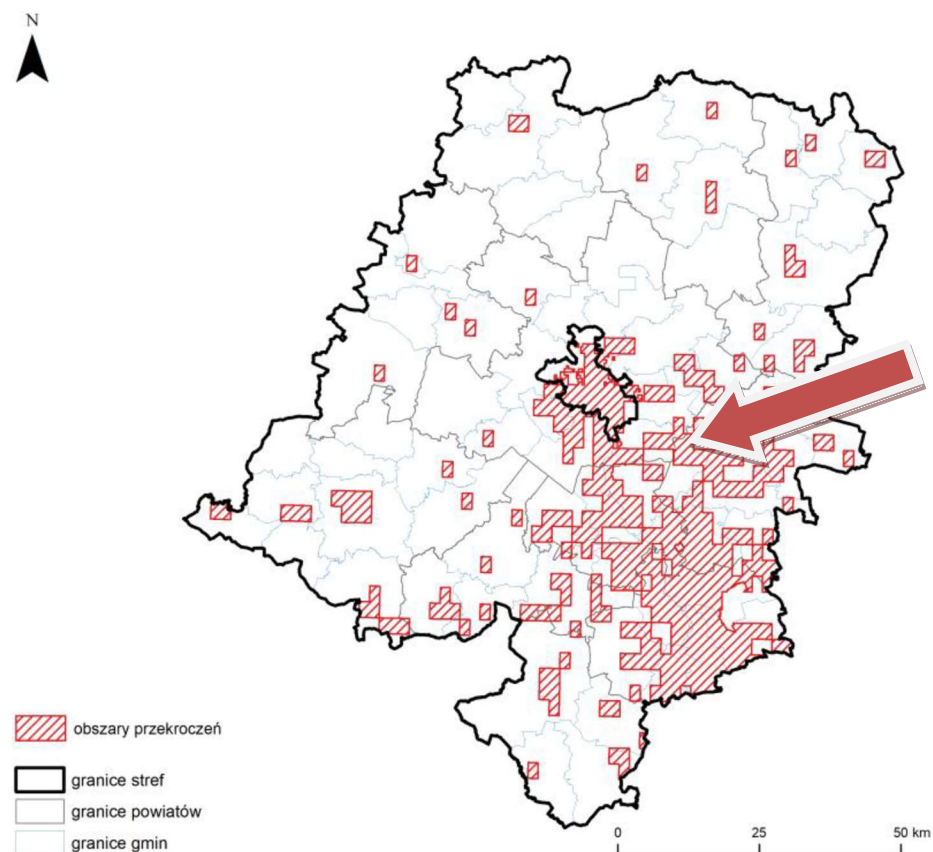 N
obszary przekroczeń
granice stref
granice powiatów
granice gmin
0 25 50 km